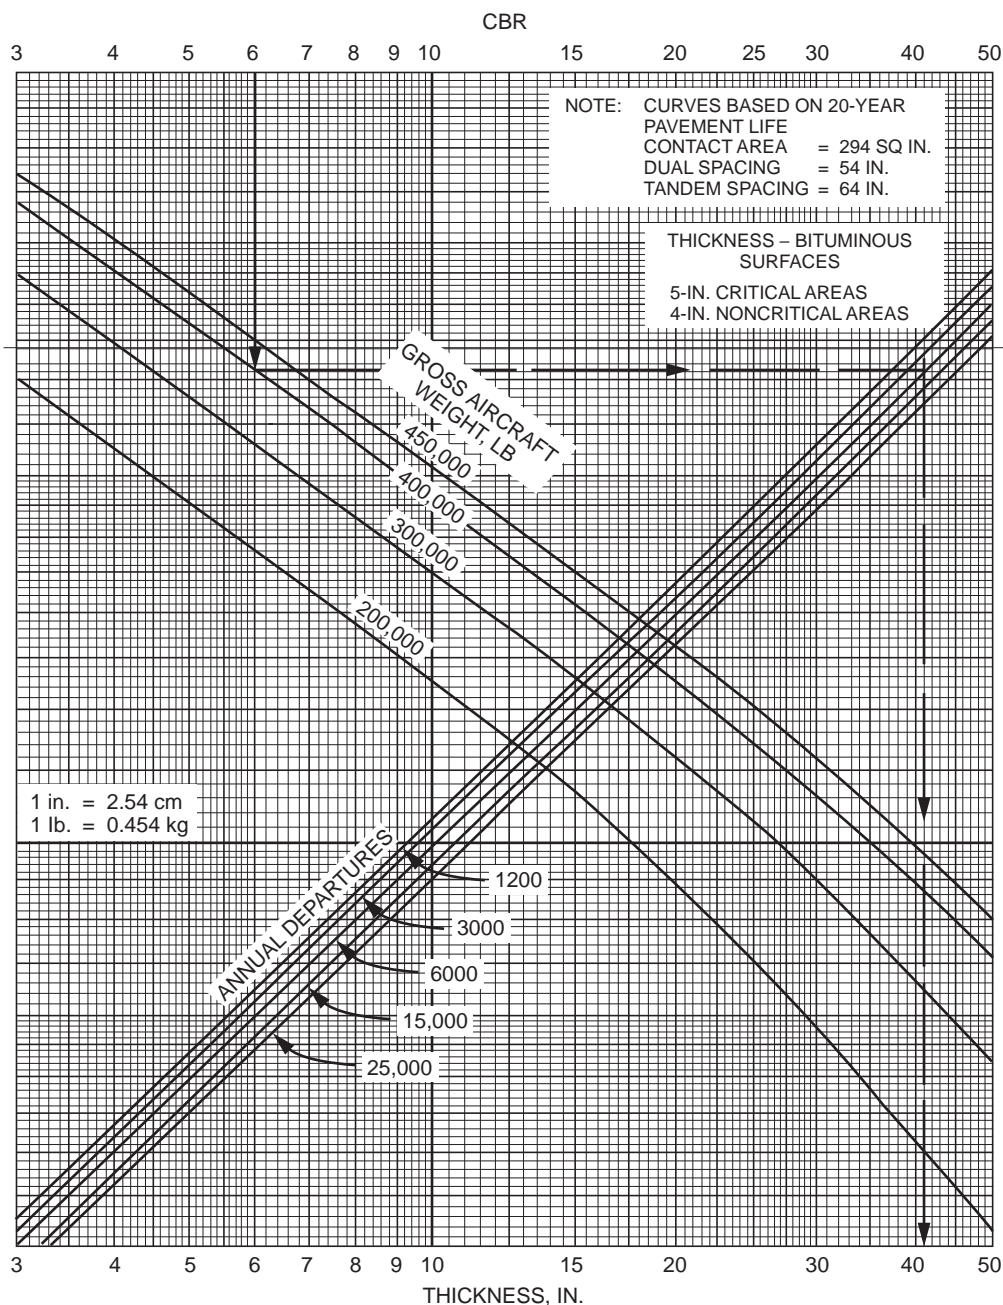 CBR
3 4 5 6 7 8 9 10 15 20 25 30 40 50
NOTE: CURVES BASED ON 20-YEAR
PAVEMENT LIFE
CONTACT AREA = 294 SQ IN.
DUAL SPACING = 54 IN.
TANDEM SPACING = 64 IN.
THICKNESS – BITUMINOUS
SURFACES
5-IN. CRITICAL AREAS
4-IN. NONCRITICAL AREAS
GROSS AIRCRAFT
WEIGHT, LB
450,000
400,000
300,000
200,000
1 in. = 2.54 cm
1 lb. = 0.454 kg
ANNUAL DEPARTURES
1200
3000
6000
15,000
25,000
3 4 5 6 7 8 9 10 15 20 30 40 50
THICKNESS, IN.